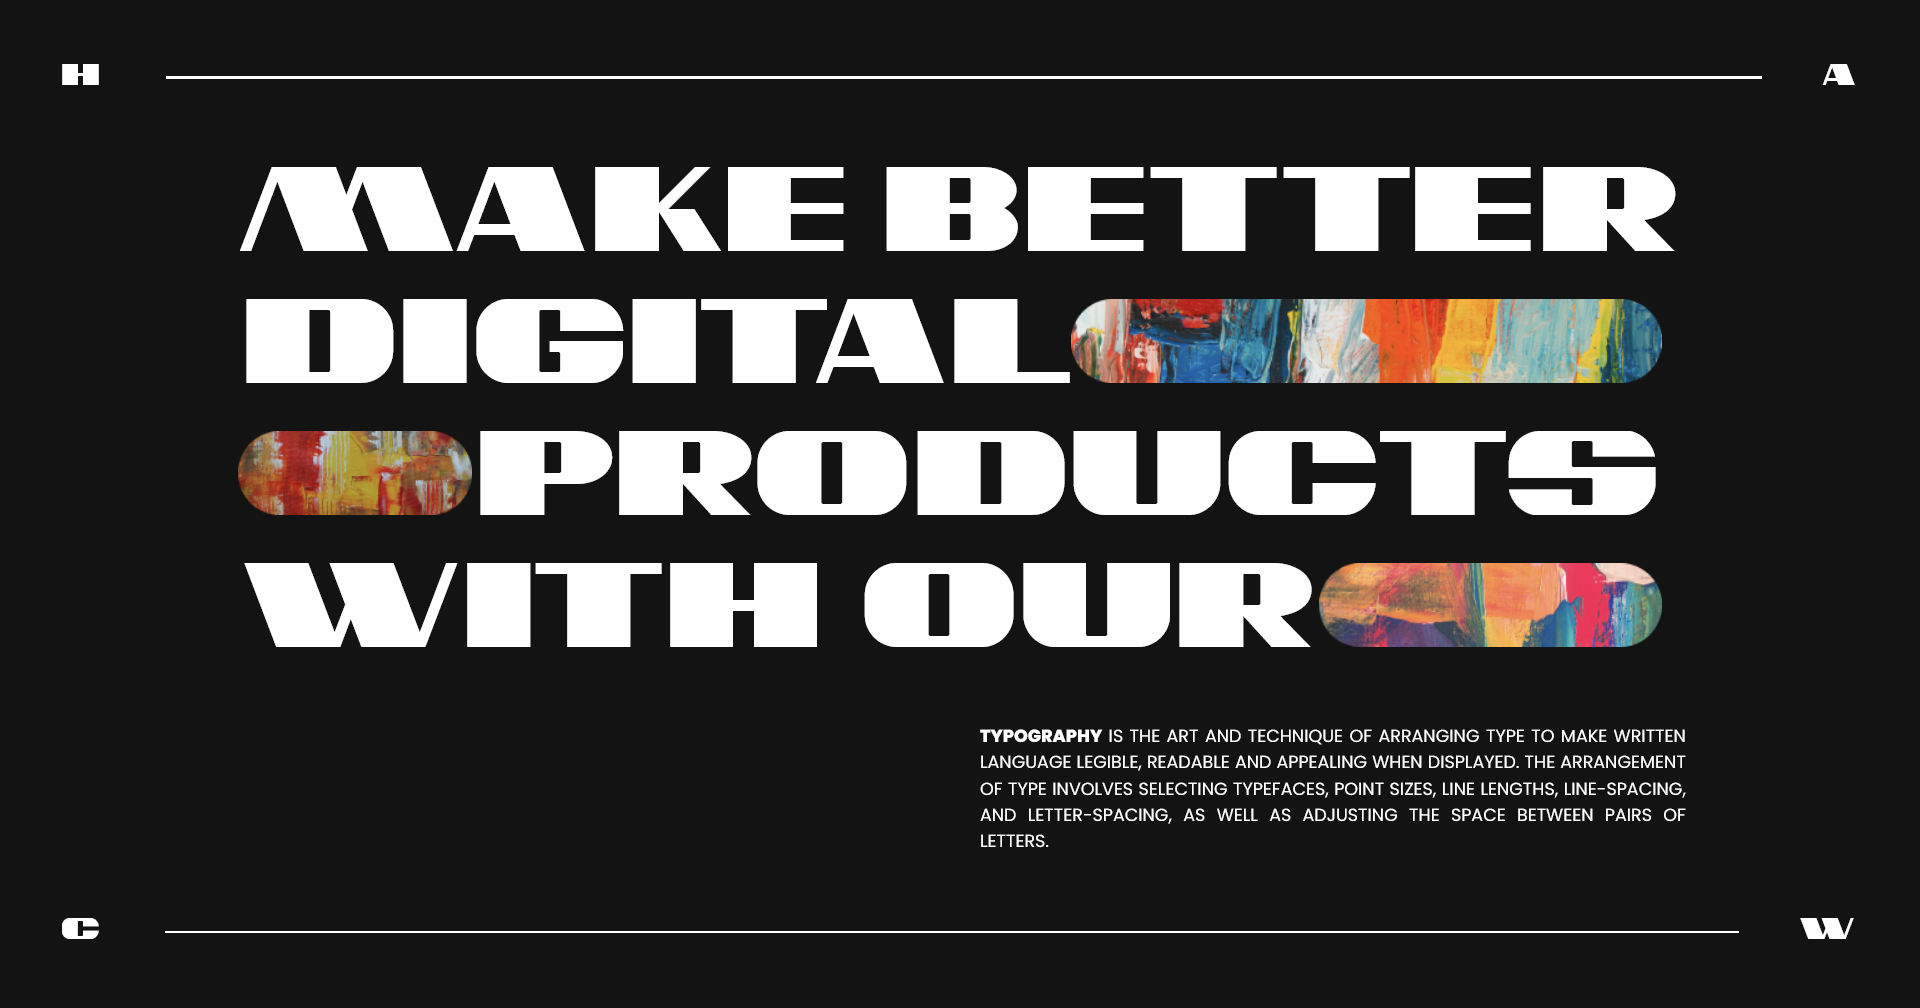 H A
MAKE BETTER
DIGITAL
PRODUCTS
WITH OUR
TYPOGRAPHY IS THE ART AND TECHNIQUE OF ARRANGING TYPE TO MAKE WRITTEN
LANGUAGE LEGIBLE, READABLE AND APPEALING WHEN DISPLAYED. THE ARRANGEMENT
OF TYPE INVOLVES SELECTING TYPEFACES, POINT SIZES, LINE LENGTHS, LINE-SPACING,
AND LETTER-SPACING, AS WELL AS ADJUSTING THE SPACE BETWEEN PAIRS OF
LETTERS.
C W